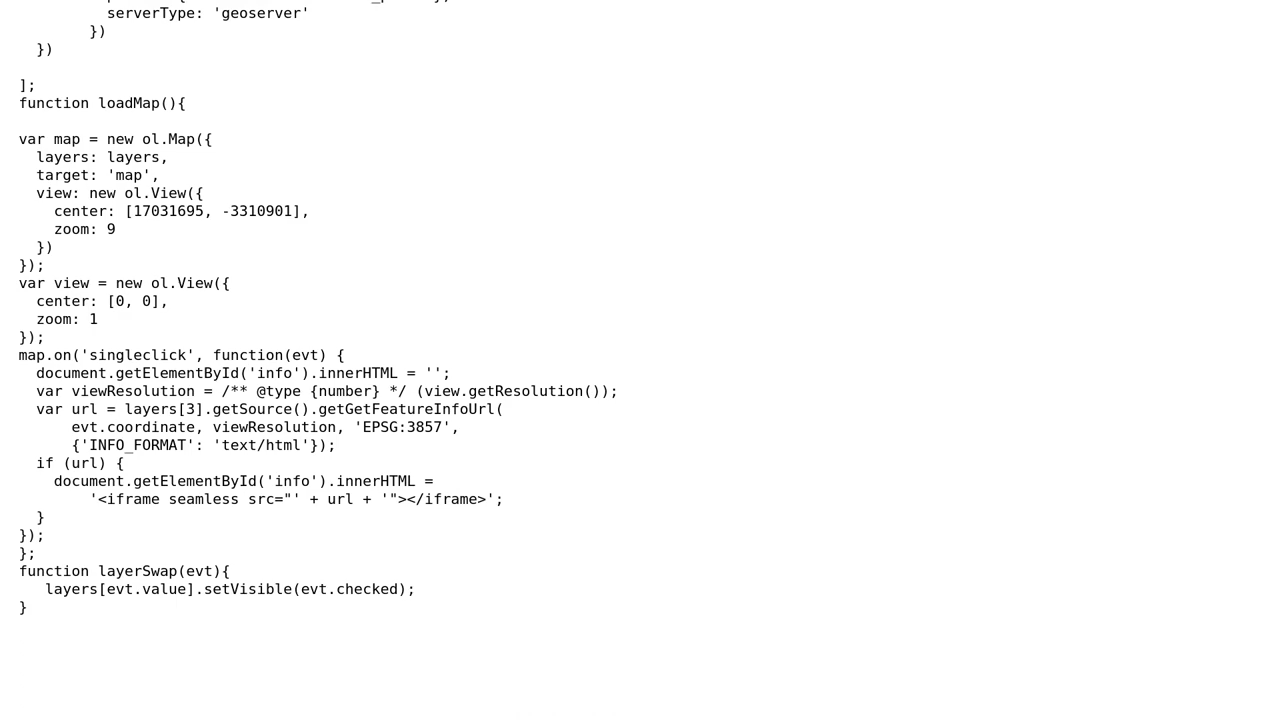 serverType: 'geoserver'
})
})
];
function loadMap(){
var map = new ol.Map({
layers: layers,
target: 'map',
view: new ol.View({
center: [17031695, -3310901],
zoom: 9
})
});
var view = new ol.View({
center: [0, 0],
zoom: 1
});
map.on('singleclick', function(evt) {
document.getElementById('info').innerHTML = '';
var viewResolution = /** @type {number} */ (view.getResolution());
var url = layers[3].getSource().getGetFeatureInfoUrl(
evt.coordinate, viewResolution, 'EPSG:3857',
{'INFO_FORMAT': 'text/html'});
if (url) {
document.getElementById('info').innerHTML =
'<iframe seamless src="' + url + '"></iframe>';
}
});
};
function layerSwap(evt){
layers[evt.value].setVisible(evt.checked);
}